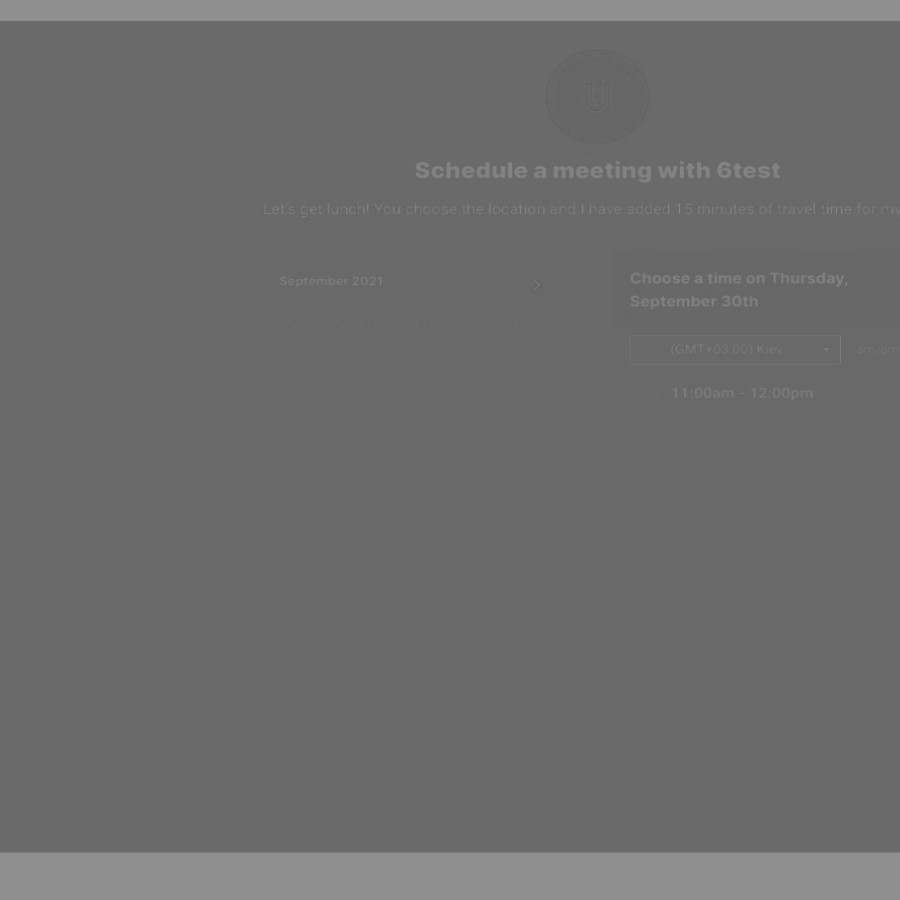 Schedule a meeting with 6test
Let's get lunch! You choose the location and I have added 15 minutes of travel time for my
September 2021
Choose a time on Thursday,
September 30th
(GMT+03:00) Kiev
am/pm
11:00am - 12:00pm